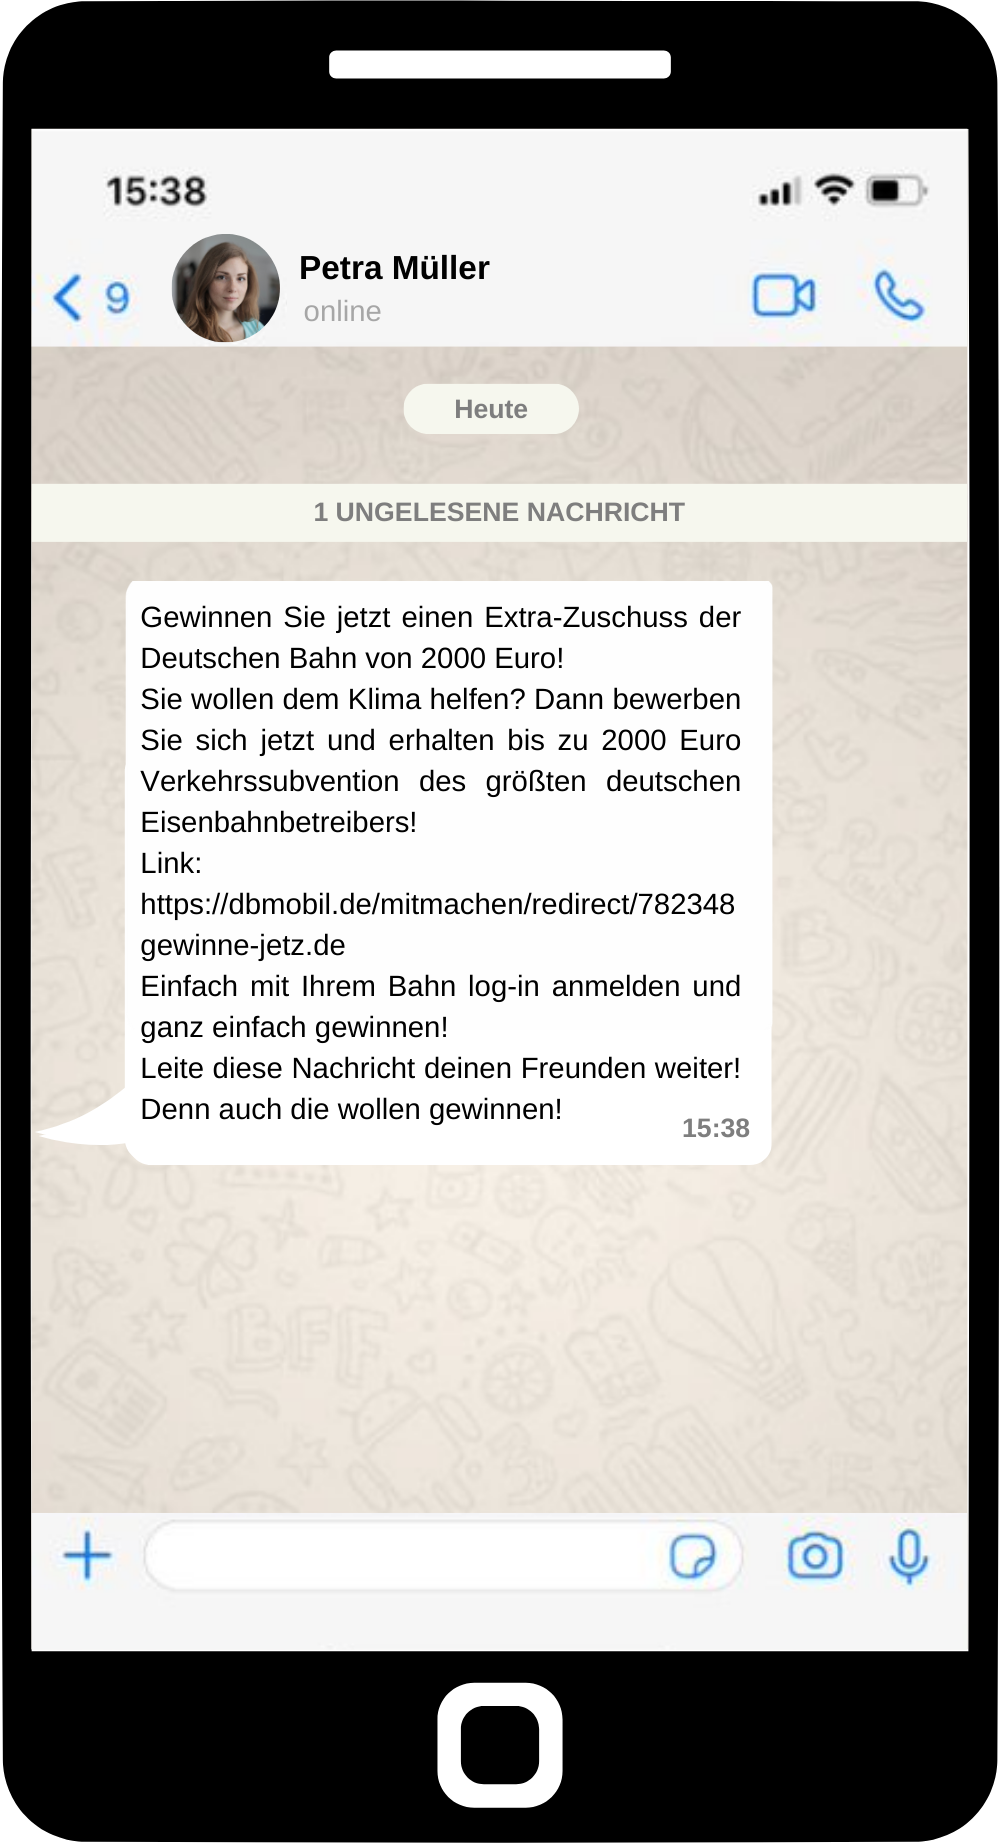 15:38
9
Petra Müller
online
Heute
1 UNGELESENE NACHRICHT
Gewinnen Sie jetzt einen Extra-Zuschuss der
Deutschen Bahn von 2000 Euro!
Sie wollen dem Klima helfen? Dann bewerben
Sie sich jetzt und erhalten bis zu 2000 Euro
Verkehrssubvention des größten deutschen
Eisenbahnbetreibers!
Link:
https://dbmobil.de/mitmachen/redirect/782348
gewinne-jetz.de
Einfach mit Ihrem Bahn log-in anmelden und
ganz einfach gewinnen!
Leite diese Nachricht deinen Freunden weiter!
Denn auch die wollen gewinnen!
15:38
BFF